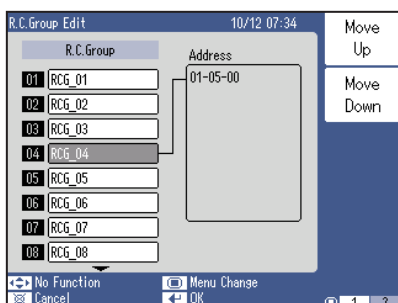 R.C.Group Edit 10/12 07:34
R.C.Group
Address
01 RCG_01
02 RCG_02
03 RCG_03
04 RCG_04
05 RCG_05
06 RCG_06
07 RCG_07
08 RCG_08
01-05-00
Move Up
Move Down
No Function
Menu Change
Cancel
OK
1 2